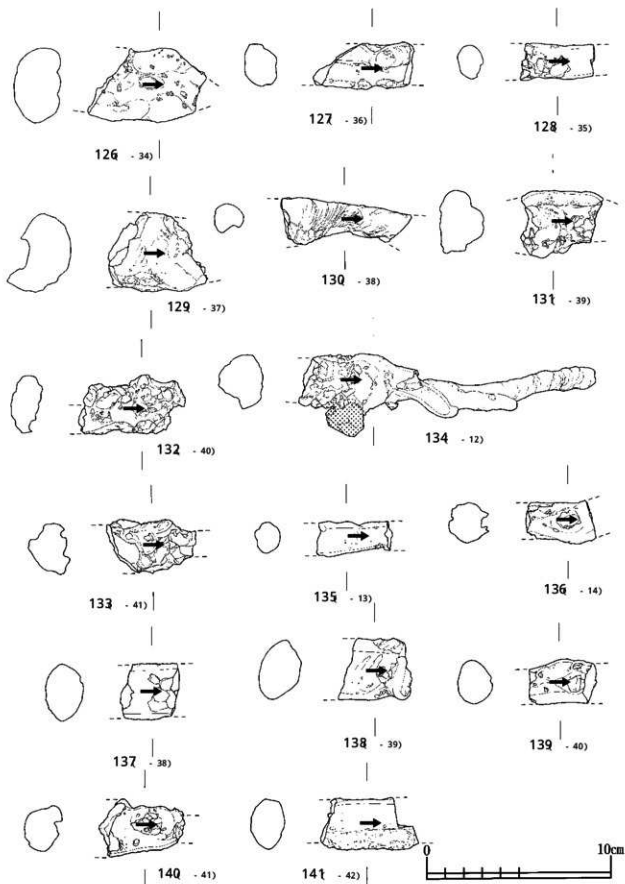 126( - 34)
127( - 36)
128( - 35)
129( - 37)
130( - 38)
131( - 39)
132( - 40)
134( - 12)
133( - 41)
135( - 13)
136( - 14)
137( - 38)
138( - 39)
139( - 40)
140( - 41)
141( - 42)
0 10cm